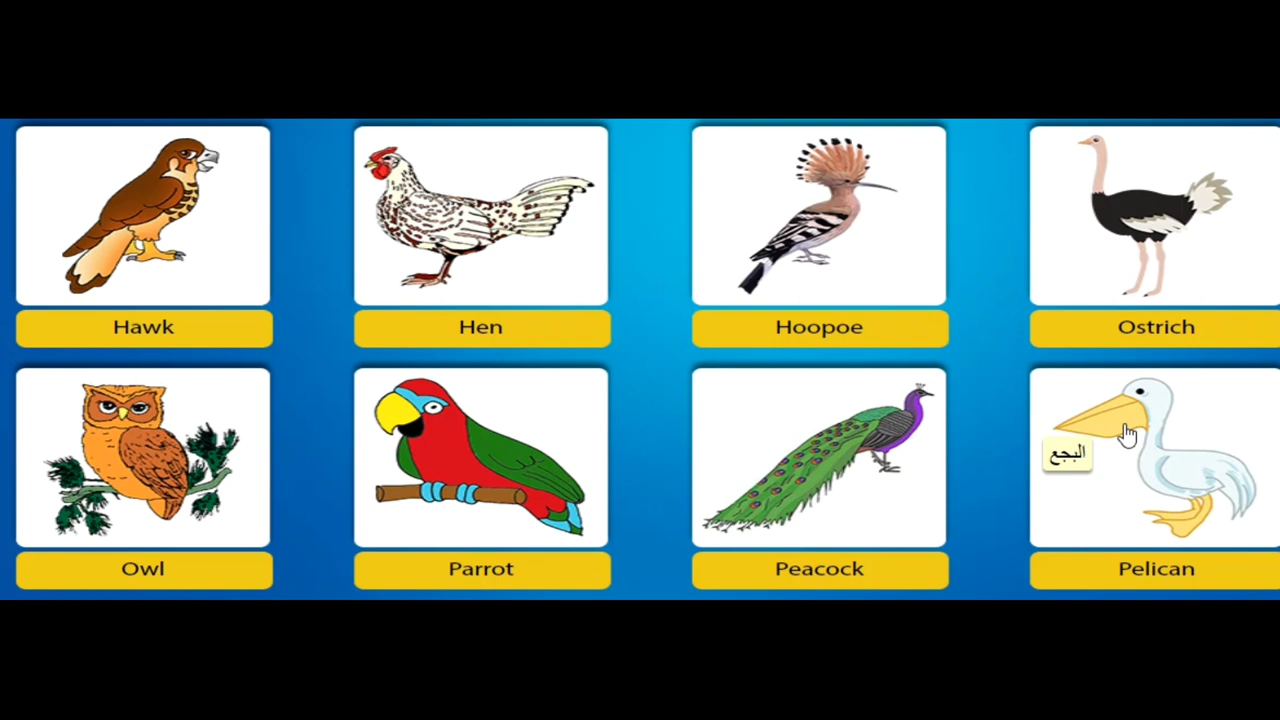 Hawk
Hen
Hoopoe
Ostrich
البجع
Owl
Parrot
Peacock
Pelican